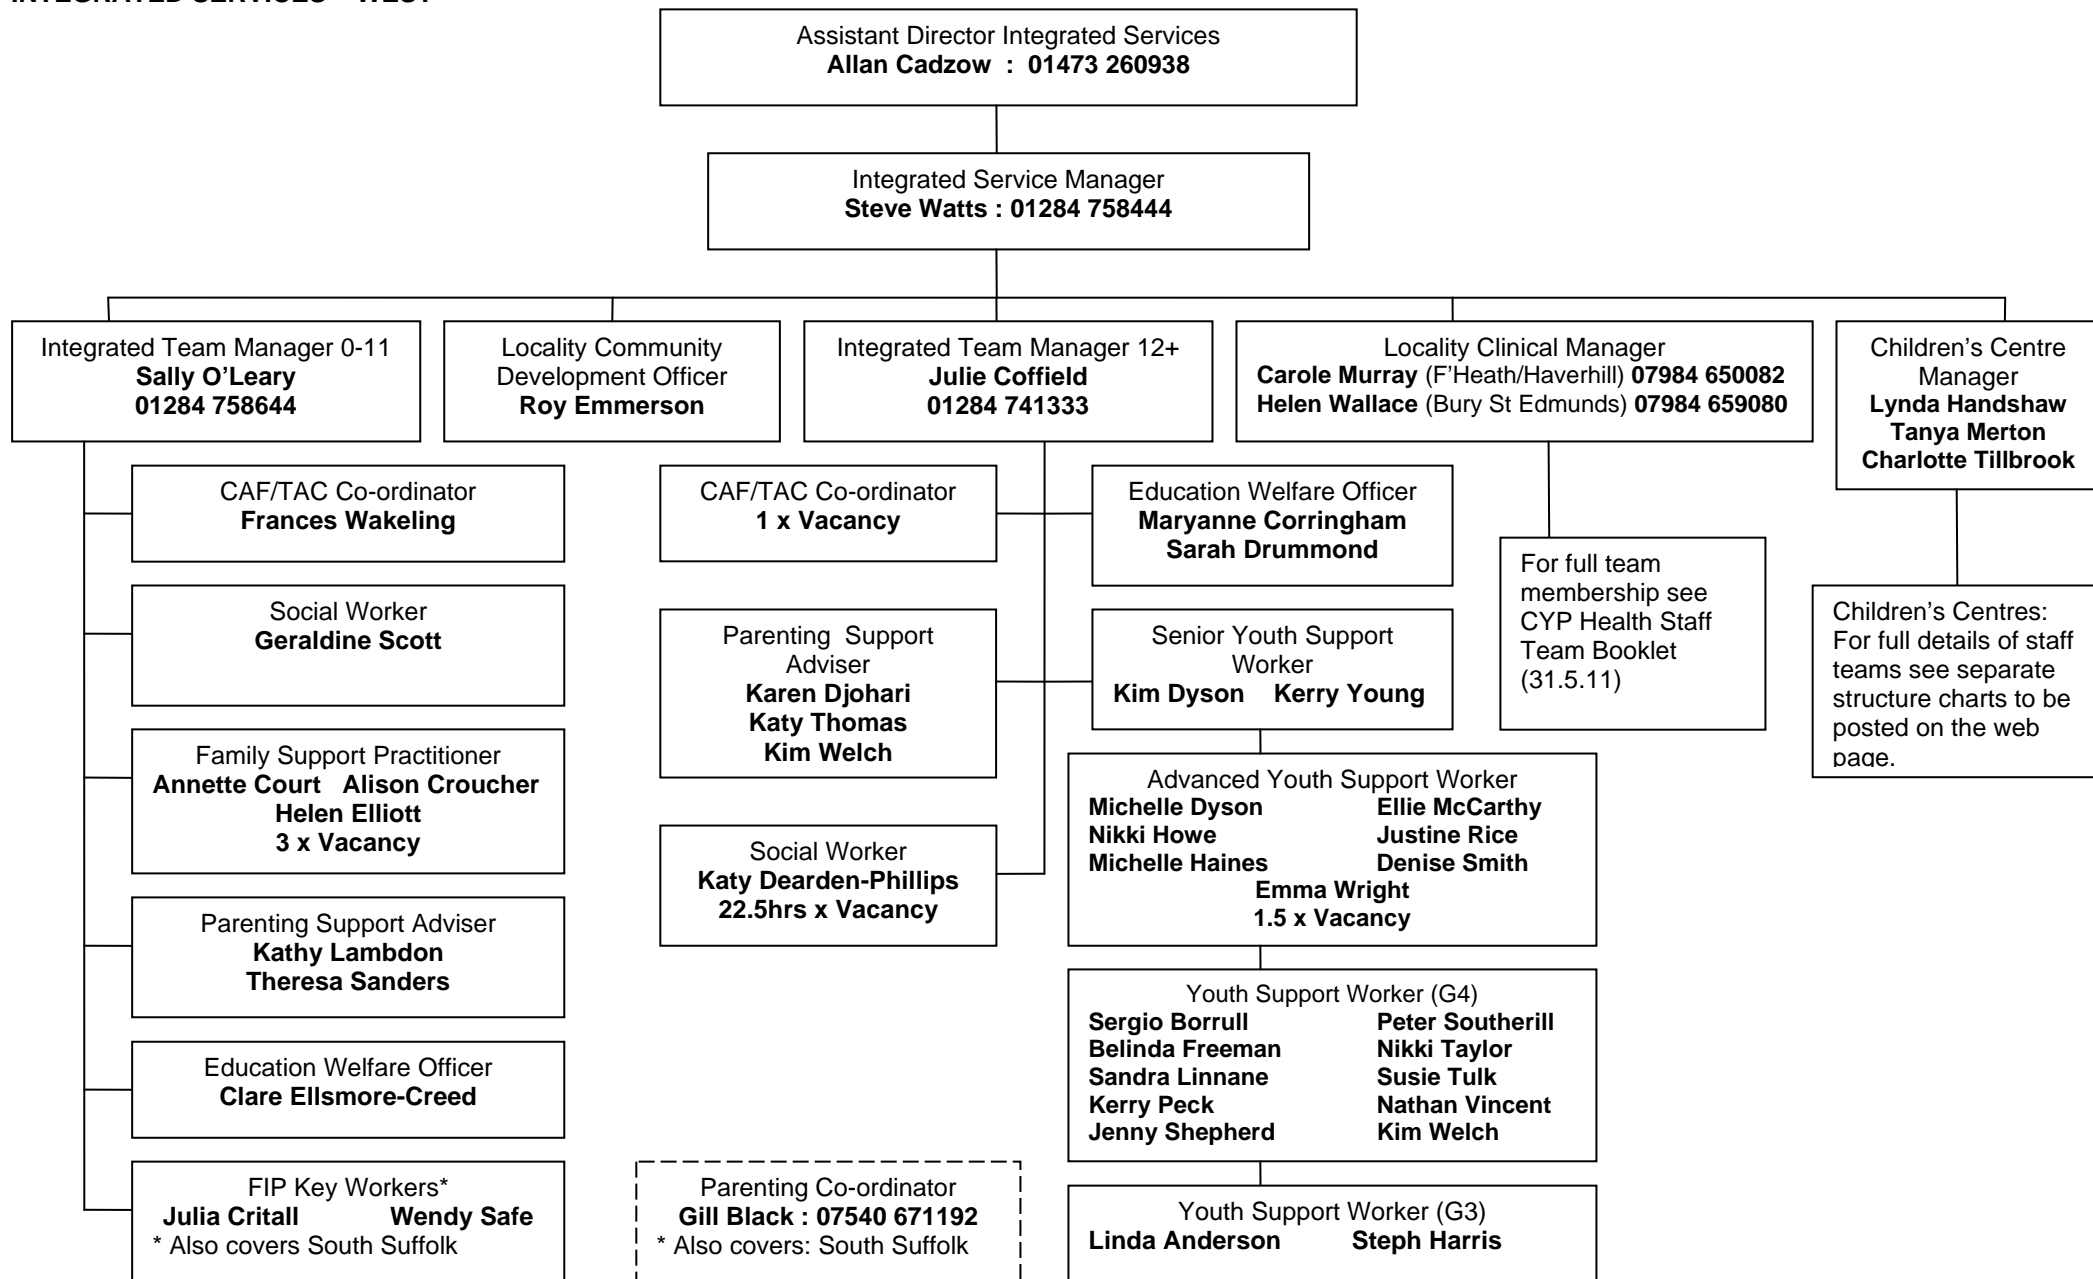 INTEGRATED SERVICES – WEST
Assistant Director Integrated Services
Allan Cadzow : 01473 260938
Integrated Service Manager
Steve Watts : 01284 758444
Integrated Team Manager 0-11
Sally O'Leary
01284 758644
Locality Community
Development Officer
Roy Emmerson
Integrated Team Manager 12+
Julie Coffield
01284 741333
Locality Clinical Manager
Carole Murray (F'Heath/Haverhill) 07984 650082
Helen Wallace (Bury St Edmunds) 07984 659080
Children's Centre
Manager
Lynda Handshaw
Tanya Merton
Charlotte Tillbrook
CAF/TAC Co-ordinator
Frances Wakeling
Social Worker
Geraldine Scott
Family Support Practitioner
Annette Court Alison Croucher
Helen Elliott
3 x Vacancy
Parenting Support Adviser
Kathy Lambdon
Theresa Sanders
Education Welfare Officer
Clare Ellsmore-Creed
FIP Key Workers*
Julia Critall Wendy Safe
* Also covers South Suffolk
CAF/TAC Co-ordinator
1 x Vacancy
Parenting Support
Adviser
Karen Djohari
Katy Thomas
Kim Welch
Social Worker
Katy Dearden-Phillips
22.5hrs x Vacancy
Parenting Co-ordinator
Gill Black : 07540 671192
* Also covers: South Suffolk
Education Welfare Officer
Maryanne Corringham
Sarah Drummond
Senior Youth Support
Worker
Kim Dyson Kerry Young
Advanced Youth Support Worker
Michelle Dyson Ellie McCarthy
Nikki Howe Justine Rice
Michelle Haines Denise Smith
Emma Wright
1.5 x Vacancy
Youth Support Worker (G4)
Sergio Borrull Peter Southerill
Belinda Freeman Nikki Taylor
Sandra Linnane Susie Tulk
Kerry Peck Nathan Vincent
Jenny Shepherd Kim Welch
Youth Support Worker (G3)
Linda Anderson Steph Harris
For full team
membership see
CYP Health Staff
Team Booklet
(31.5.11)
Children's Centres:
For full details of staff
teams see separate
structure charts to be
posted on the web
page.